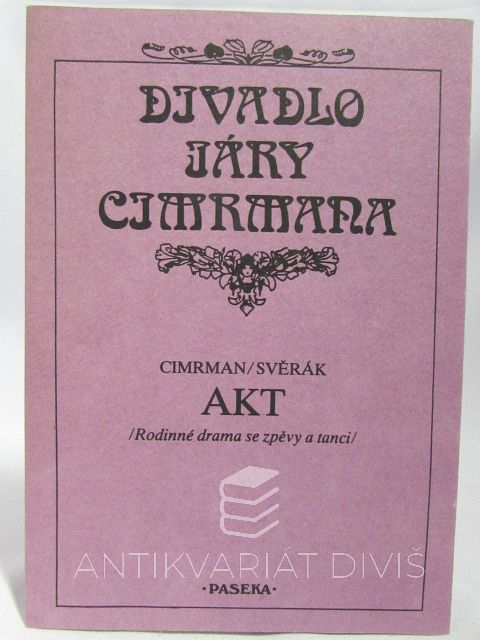 DIVADLO
JÁRY
CIMRMANA
CIMRMAN/SVĚRÁK
AKT
/Rodinné drama se zpěvy a tanci/
ANTIKVARIÁT DIVIŠ
·PASEKA·